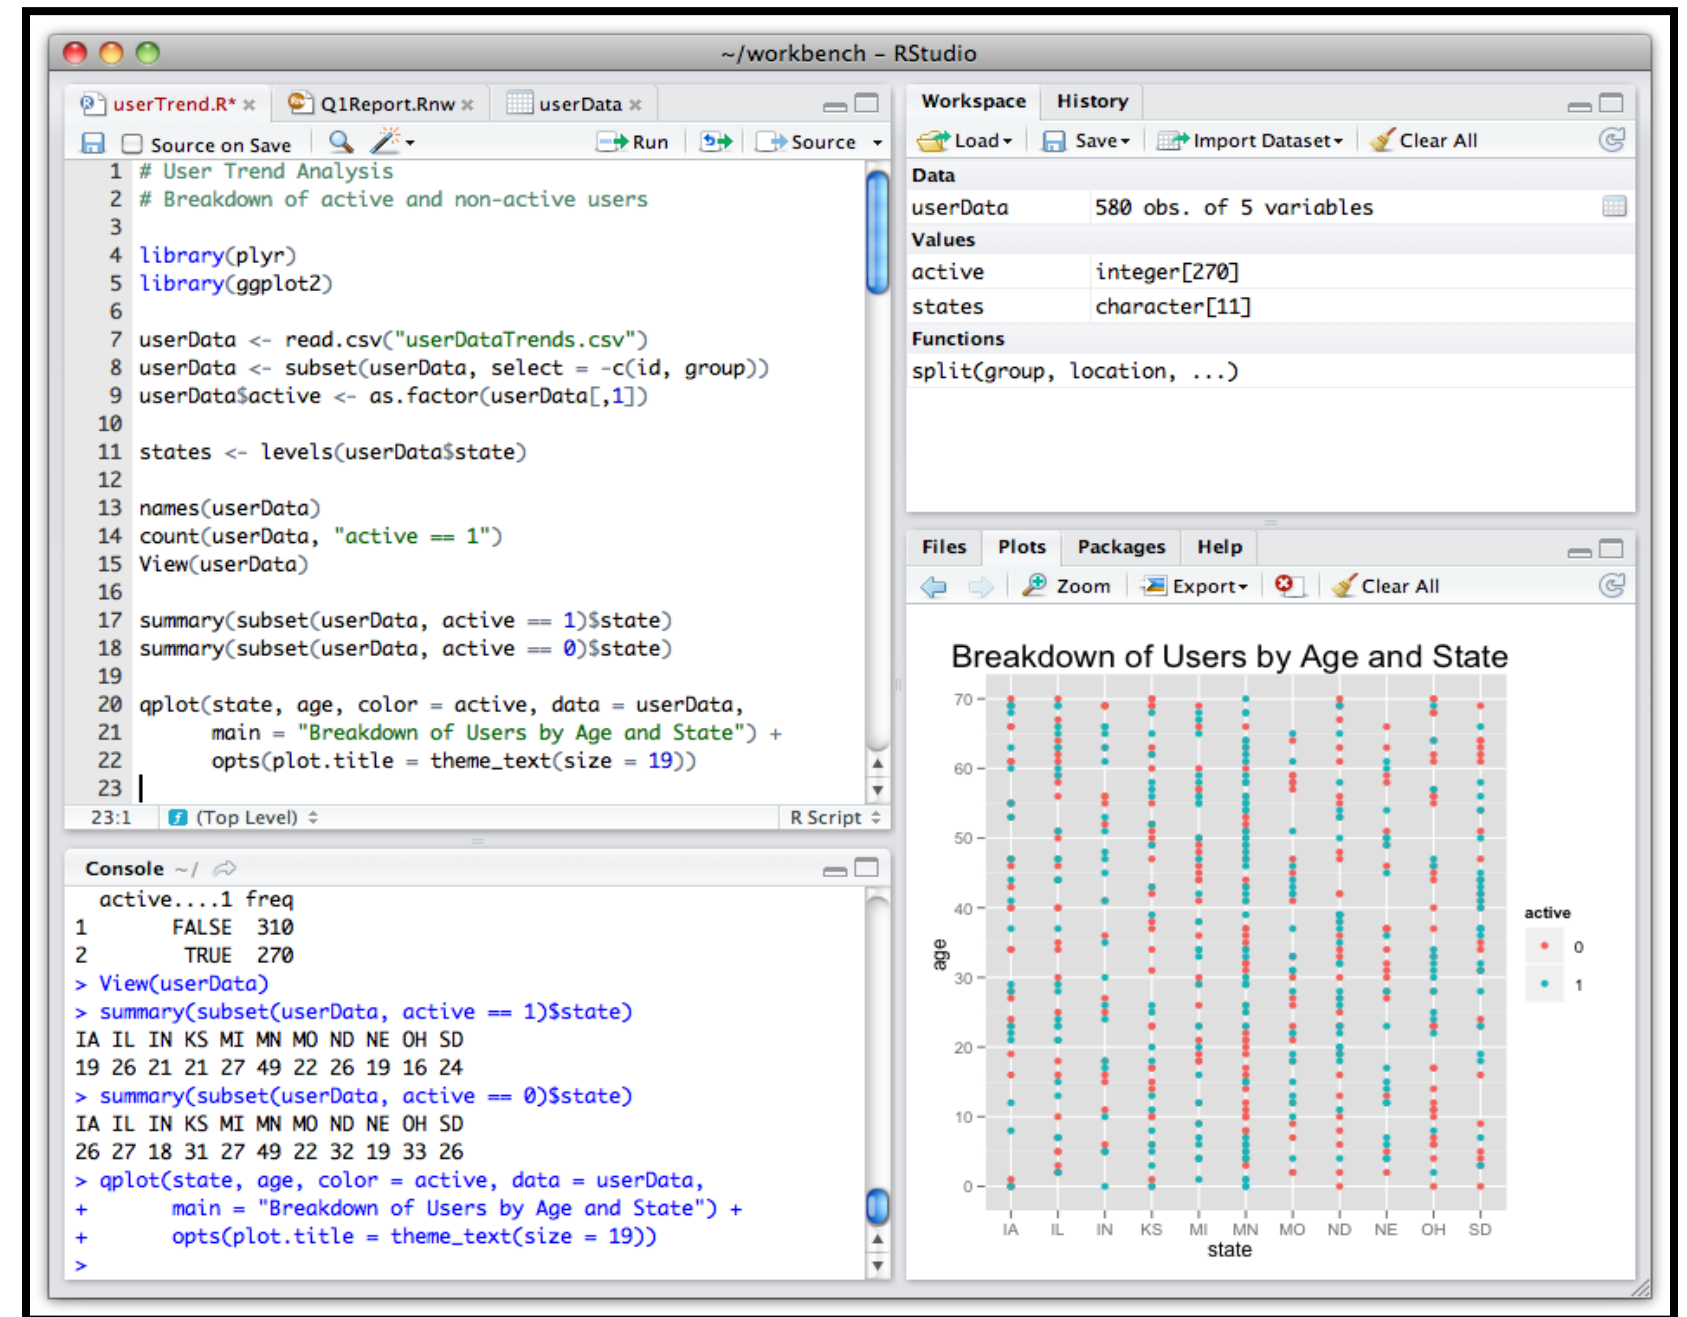 ~/workbench – RStudio
userTrend.R*
Q1Report.Rnw
userData
Source on Save
Run
Source
1 # User Trend Analysis
2 # Breakdown of active and non-active users
3
4 library(plyr)
5 library(ggplot2)
6
7 userData <- read.csv("userDataTrends.csv")
8 userData <- subset(userData, select = -c(id, group))
9 userData$active <- as.factor(userData[,1])
10
11 states <- levels(userData$state)
12
13 names(userData)
14 count(userData, "active == 1")
15 View(userData)
16
17 summary(subset(userData, active == 1)$state)
18 summary(subset(userData, active == 0)$state)
19
20 qplot(state, age, color = active, data = userData,
21 main = "Breakdown of Users by Age and State") +
22 opts(plot.title = theme_text(size = 19))
23
23:1 (Top Level) R Script
Console ~/
active....1 freq
1 FALSE 310
2 TRUE 270
> View(userData)
> summary(subset(userData, active == 1)$state)
IA IL IN KS MI MN MO ND NE OH SD
19 26 21 21 27 49 22 26 19 16 24
> summary(subset(userData, active == 0)$state)
IA IL IN KS MI MN MO ND NE OH SD
26 27 18 31 27 49 22 32 19 33 26
> qplot(state, age, color = active, data = userData,
+ main = "Breakdown of Users by Age and State") +
+ opts(plot.title = theme_text(size = 19))
>
Workspace History
Load Save Import Dataset Clear All
Data
userData 580 obs. of 5 variables
Values
active integer[270]
states character[11]
Functions
split(group, location, ...)
Files Plots Packages Help
Zoom Export Clear All
Breakdown of Users by Age and State
70
60
50
40
30
20
10
0
age
IA IL IN KS MI MN MO ND NE OH SD
state
active
0
1